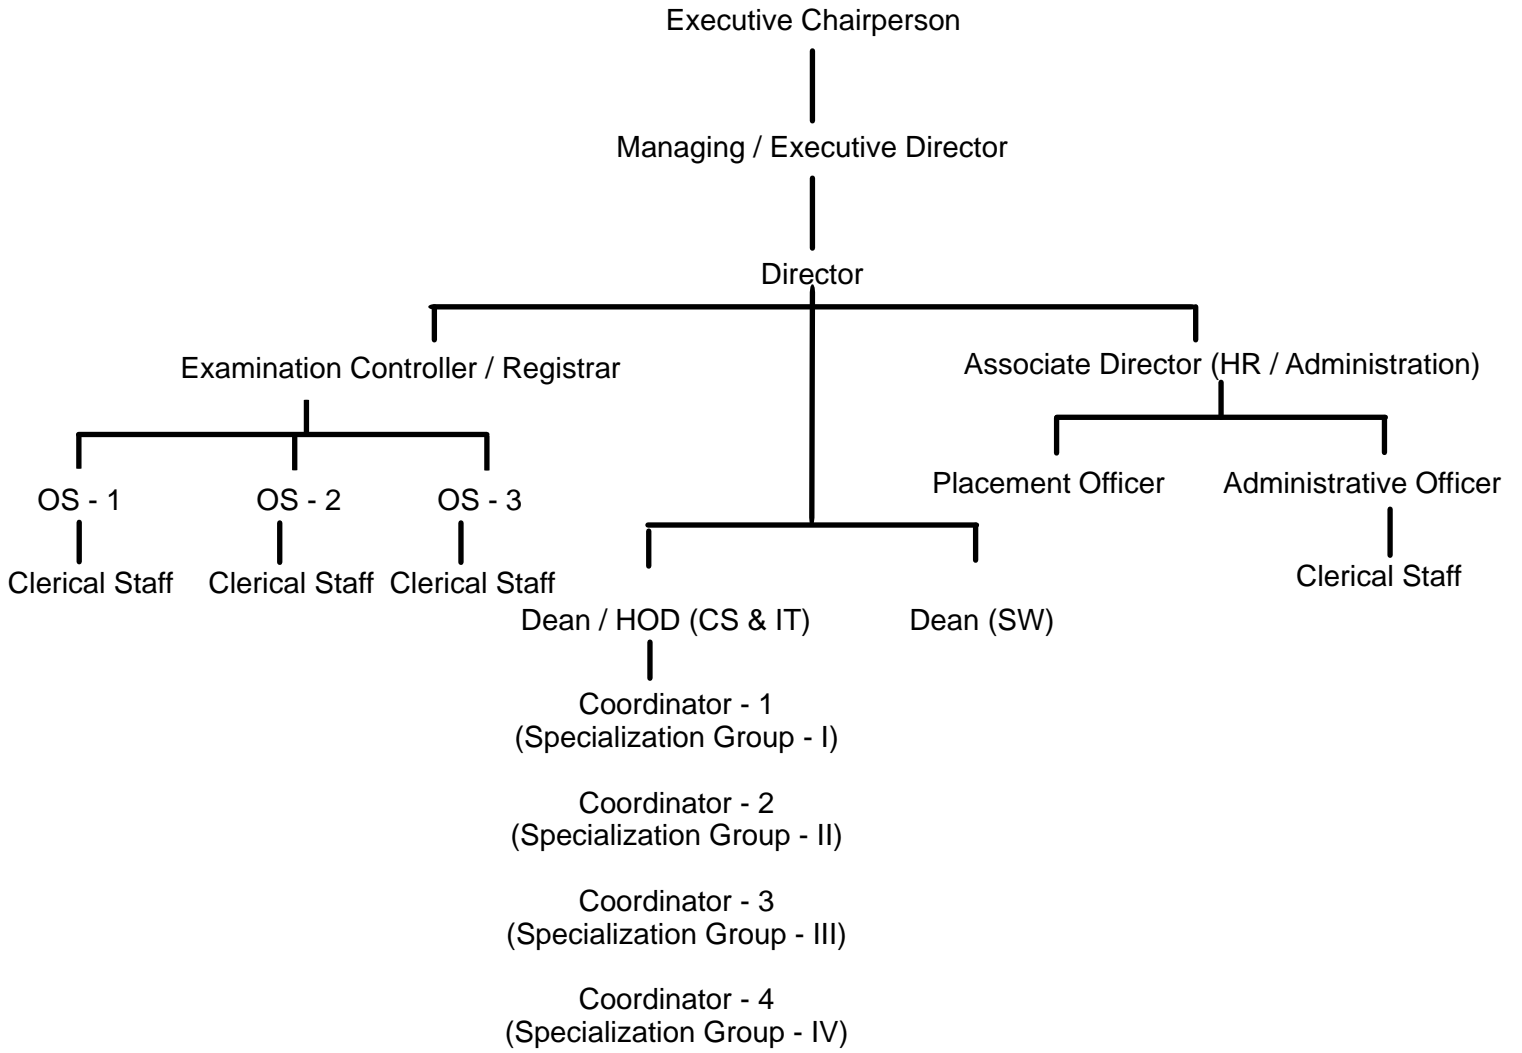 Executive Chairperson
Managing / Executive Director
Director
Examination Controller / Registrar
Associate Director (HR / Administration)
OS - 1
OS - 2
OS - 3
Placement Officer
Administrative Officer
Clerical Staff
Clerical Staff
Clerical Staff
Clerical Staff
Dean / HOD (CS & IT)
Dean (SW)
Coordinator - 1
(Specialization Group - I)
Coordinator - 2
(Specialization Group - II)
Coordinator - 3
(Specialization Group - III)
Coordinator - 4
(Specialization Group - IV)